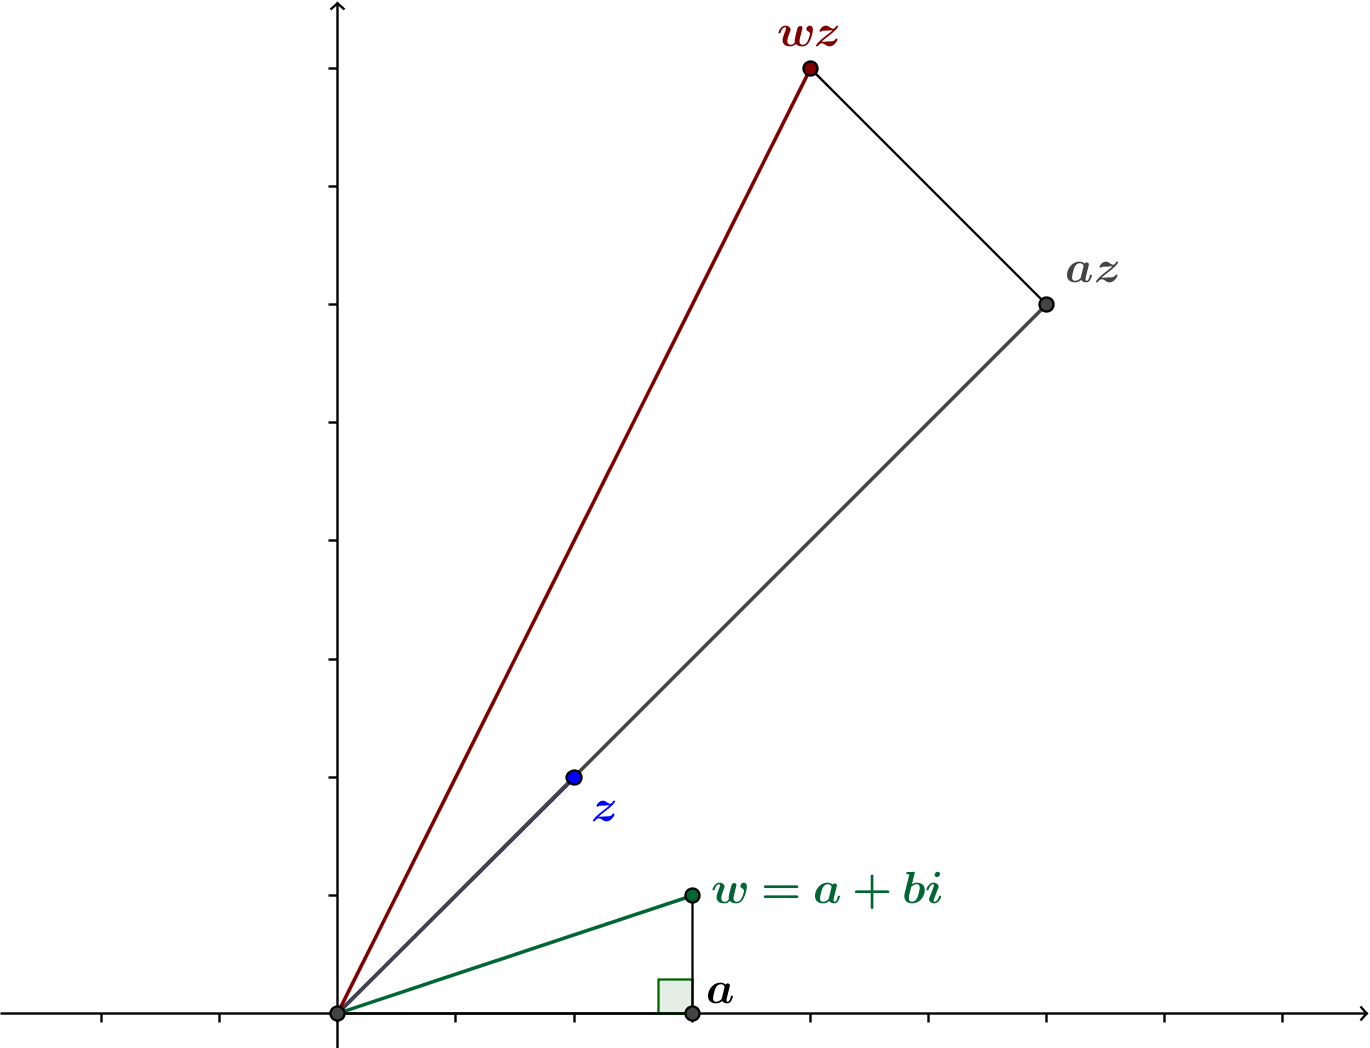 wz
az
z
w = a + bi
a